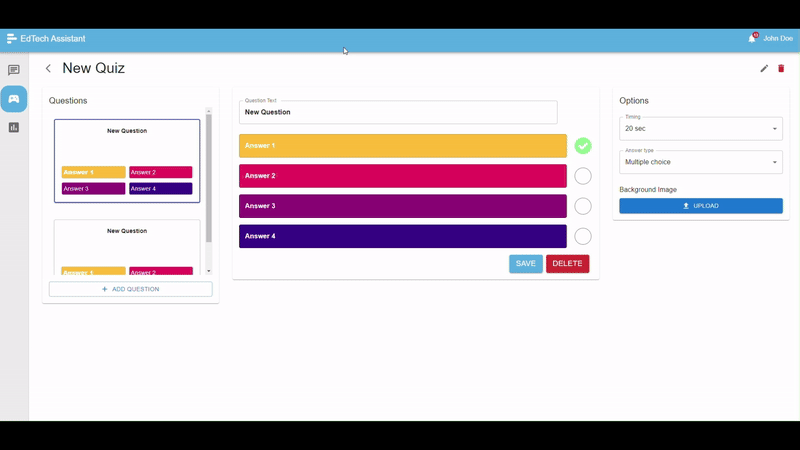 EdTech Assistant
John Doe
New Quiz
Questions
New Question
Answer 1
Answer 2
Answer 3
Answer 4
New Question
Answer 1
Answer 2
ADD QUESTION
Question Text
New Question
Answer 1
Answer 2
Answer 3
Answer 4
SAVE
DELETE
Options
Timing
20 sec
Answer type
Multiple choice
Background Image
UPLOAD